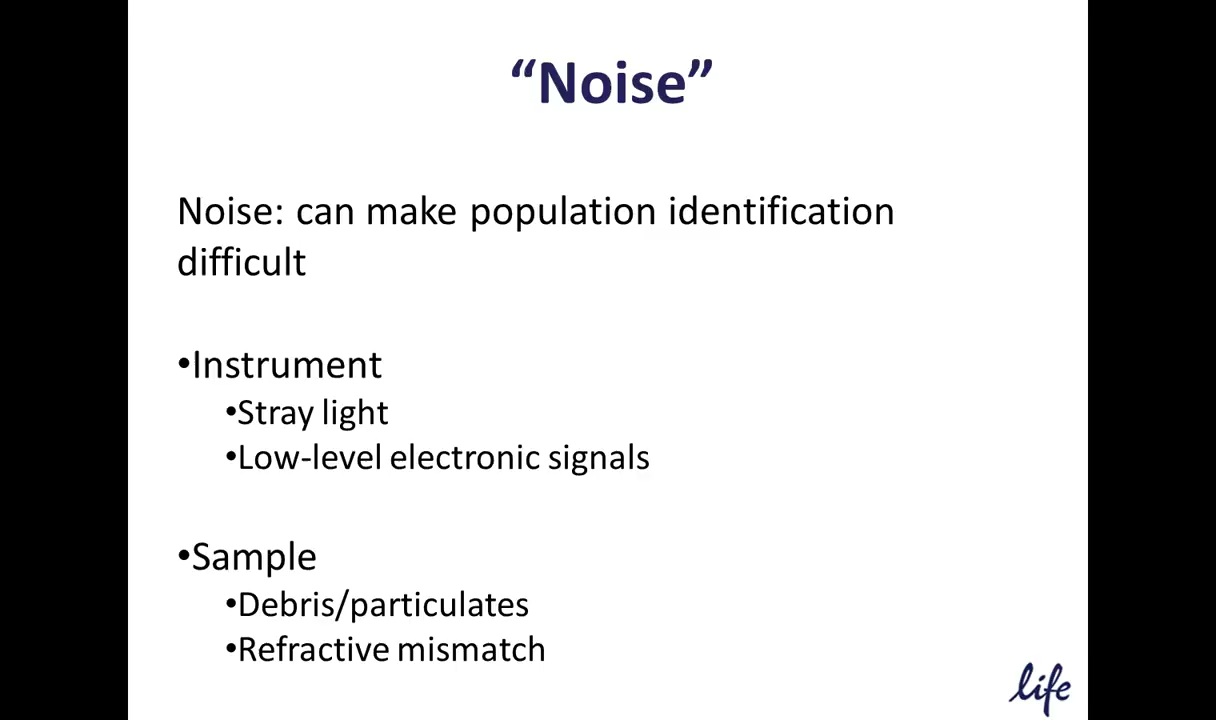 “Noise”
Noise: can make population identification
difficult
•Instrument
•Stray light
•Low-level electronic signals
•Sample
•Debris/particulates
•Refractive mismatch
life